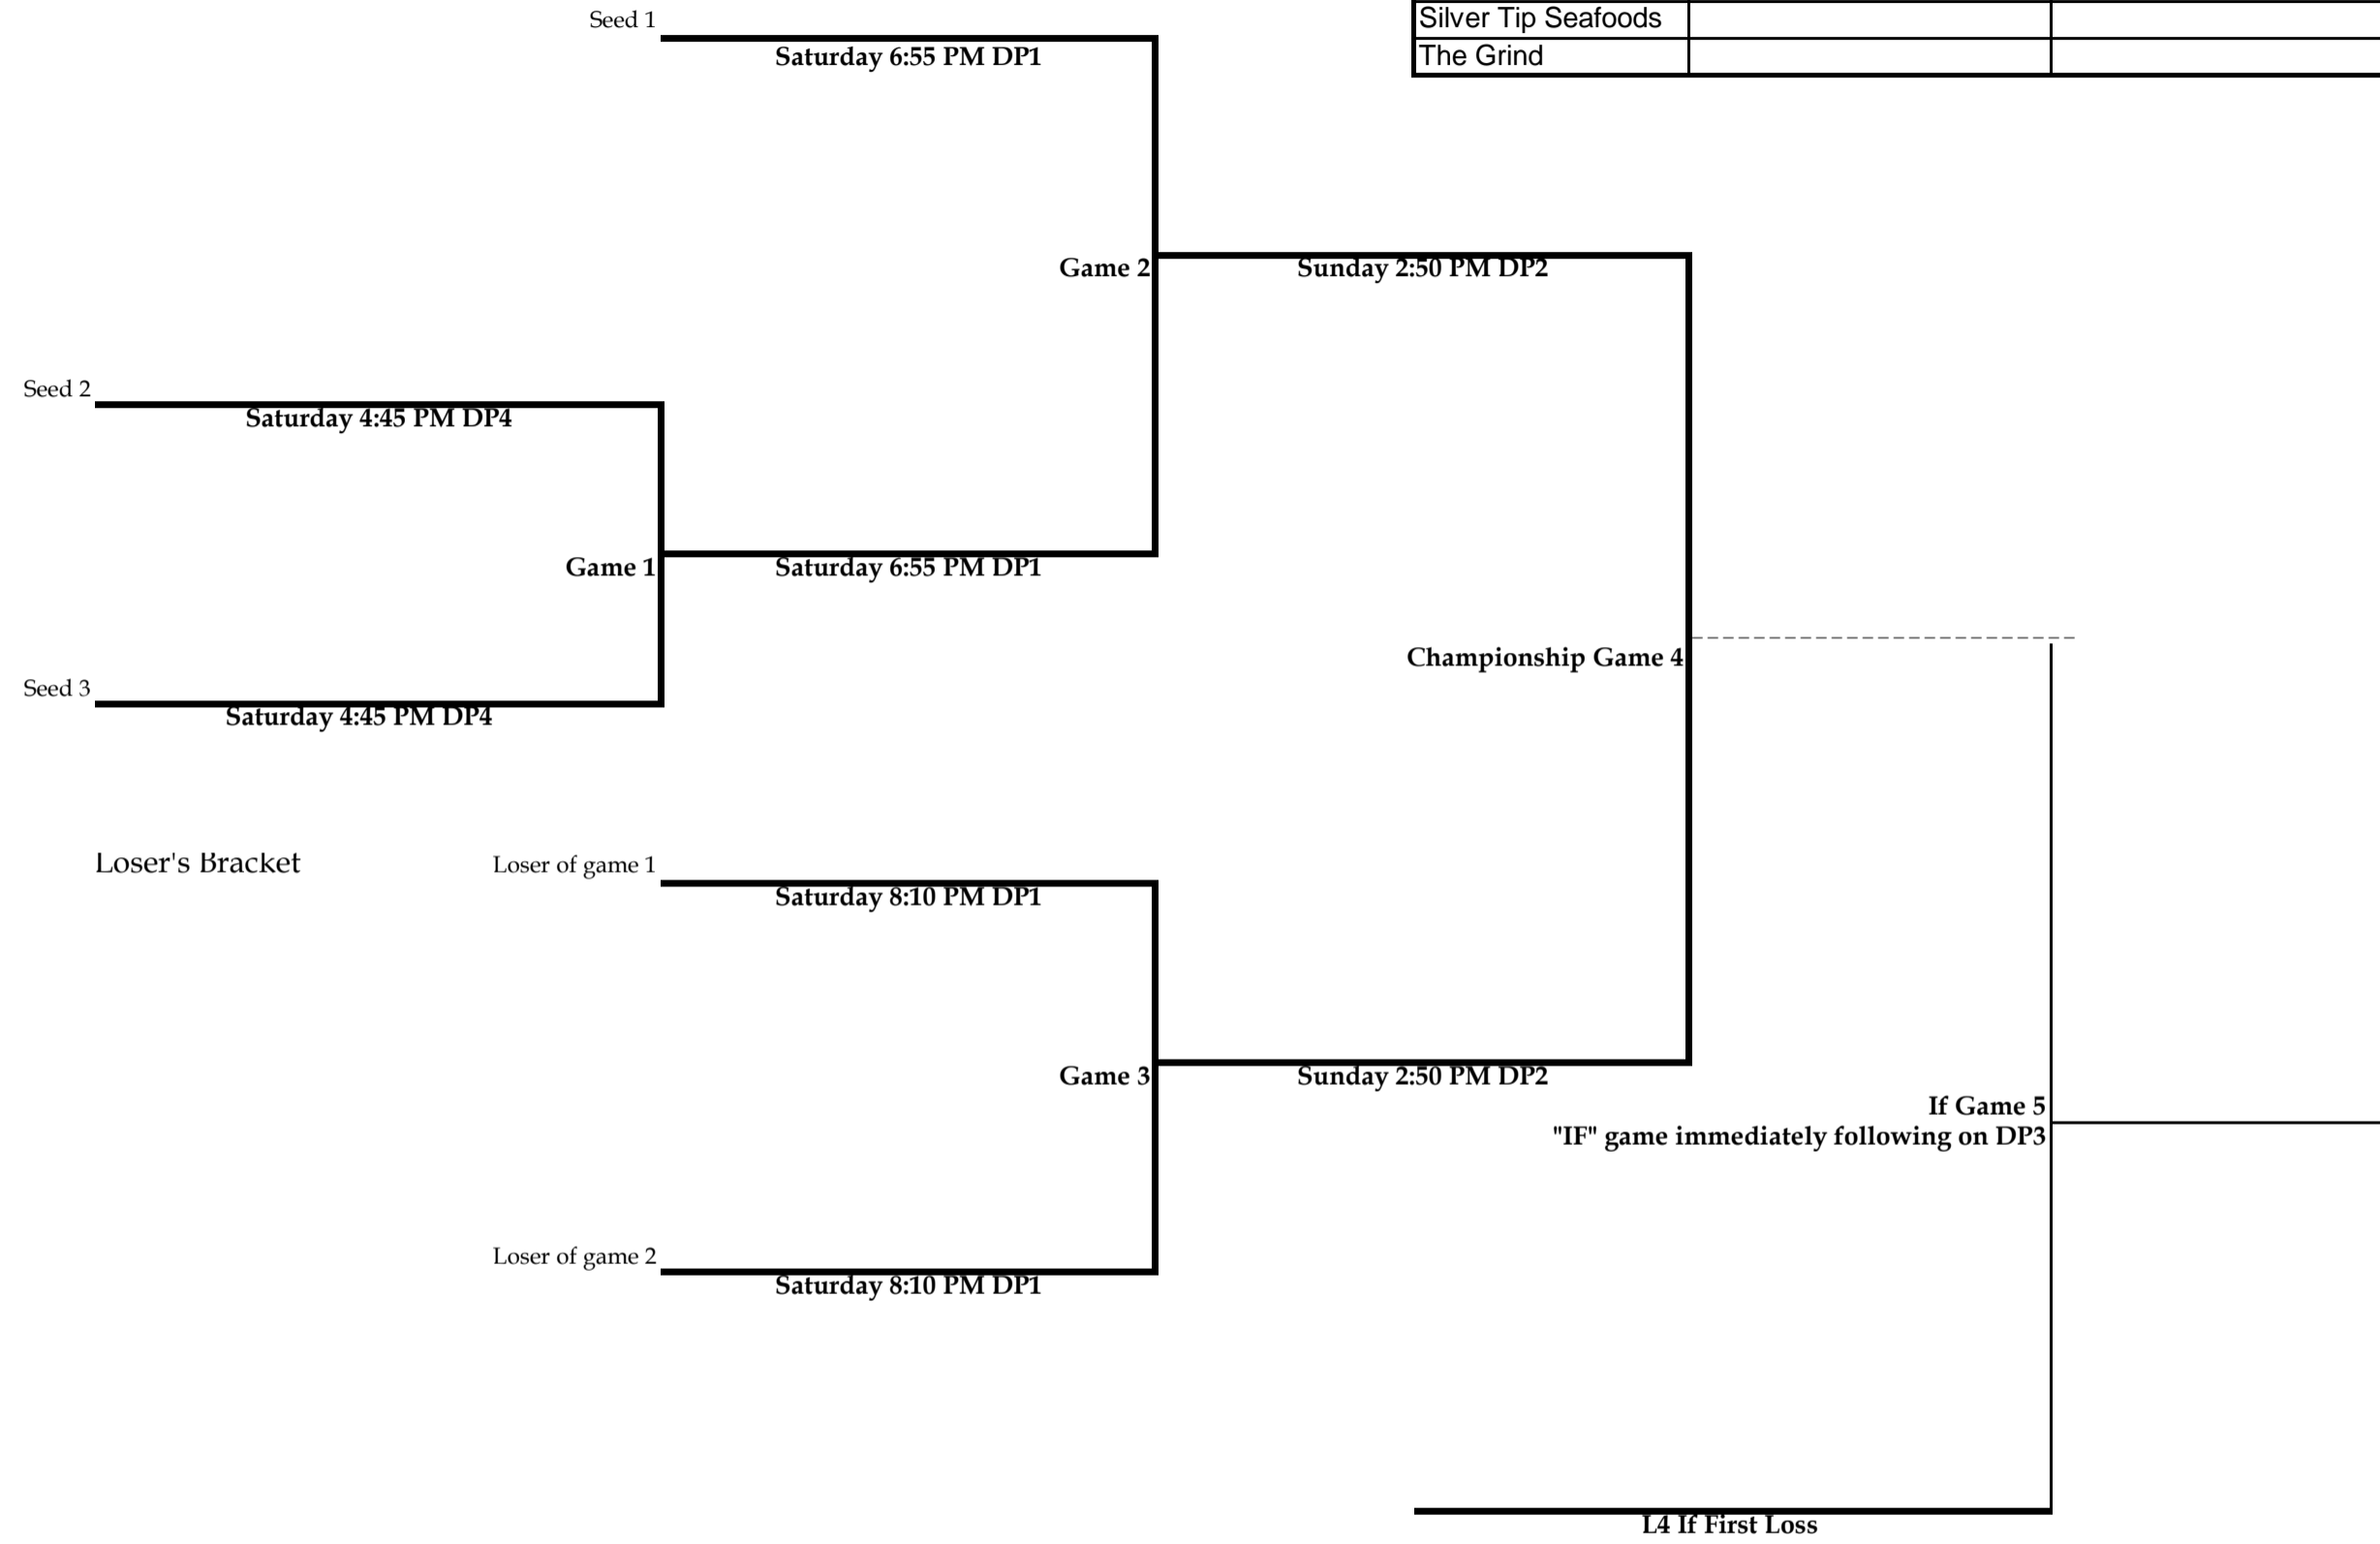 Seed 1
Silver Tip Seafoods
Saturday 6:55 PM DP1
The Grind
Game 2
Sunday 2:50 PM DP2
Seed 2
Saturday 4:45 PM DP4
Game 1
Saturday 6:55 PM DP1
Championship Game 4
Seed 3
Saturday 4:45 PM DP4
Loser's Bracket
Loser of game 1
Saturday 8:10 PM DP1
Game 3
Sunday 2:50 PM DP2
If Game 5
"IF" game immediately following on DP3
Loser of game 2
Saturday 8:10 PM DP1
L4 If First Loss